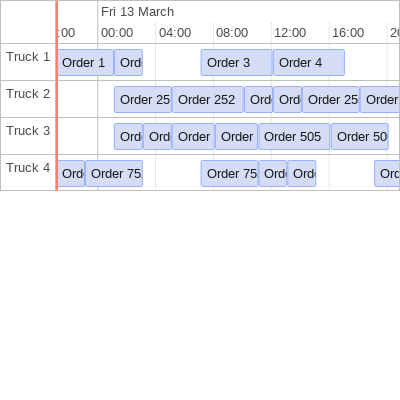 Fri 13 March
:00 00:00 04:00 08:00 12:00 16:00 20
Truck 1 Order 1 Ord Order 3 Order 4
Truck 2 Order 25 Order 252 Ord Ord Order 25 Order
Truck 3 Ord Ord Order Order Order 505 Order 50
Truck 4 Ord Order 75 Order 75 Ord Ord Ord